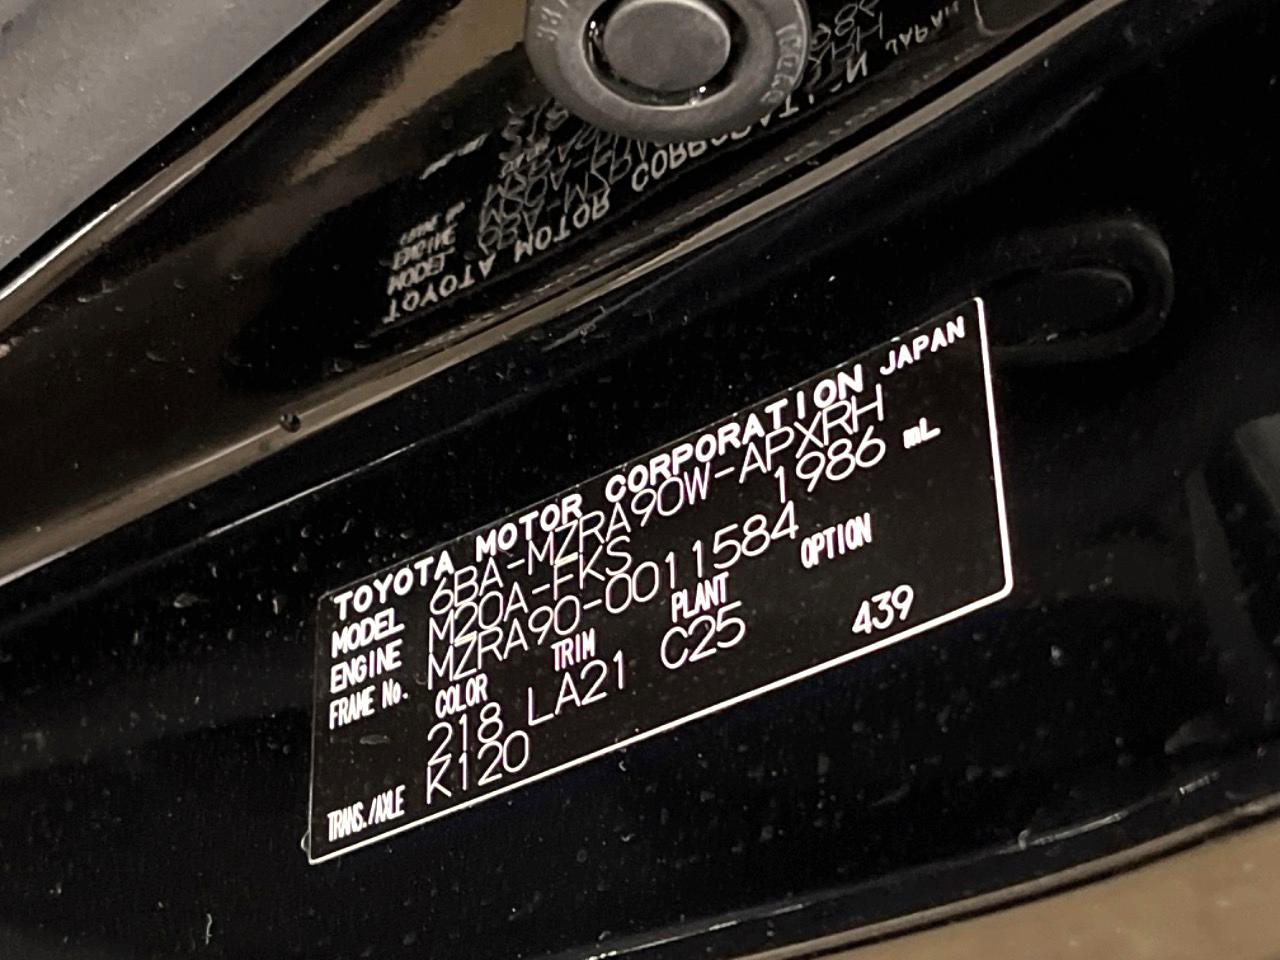 TOYOTA MOTOR CORPORATION JAPAN
MODEL 6BA-MZRA90W-APXRH
ENGINE M20A-FKS 1986 mL
FRAME No. MZRA90-0011584
COLOR TRIM PLANT OPTION
218 LA21 C25 439
TRANS./AXLE K120